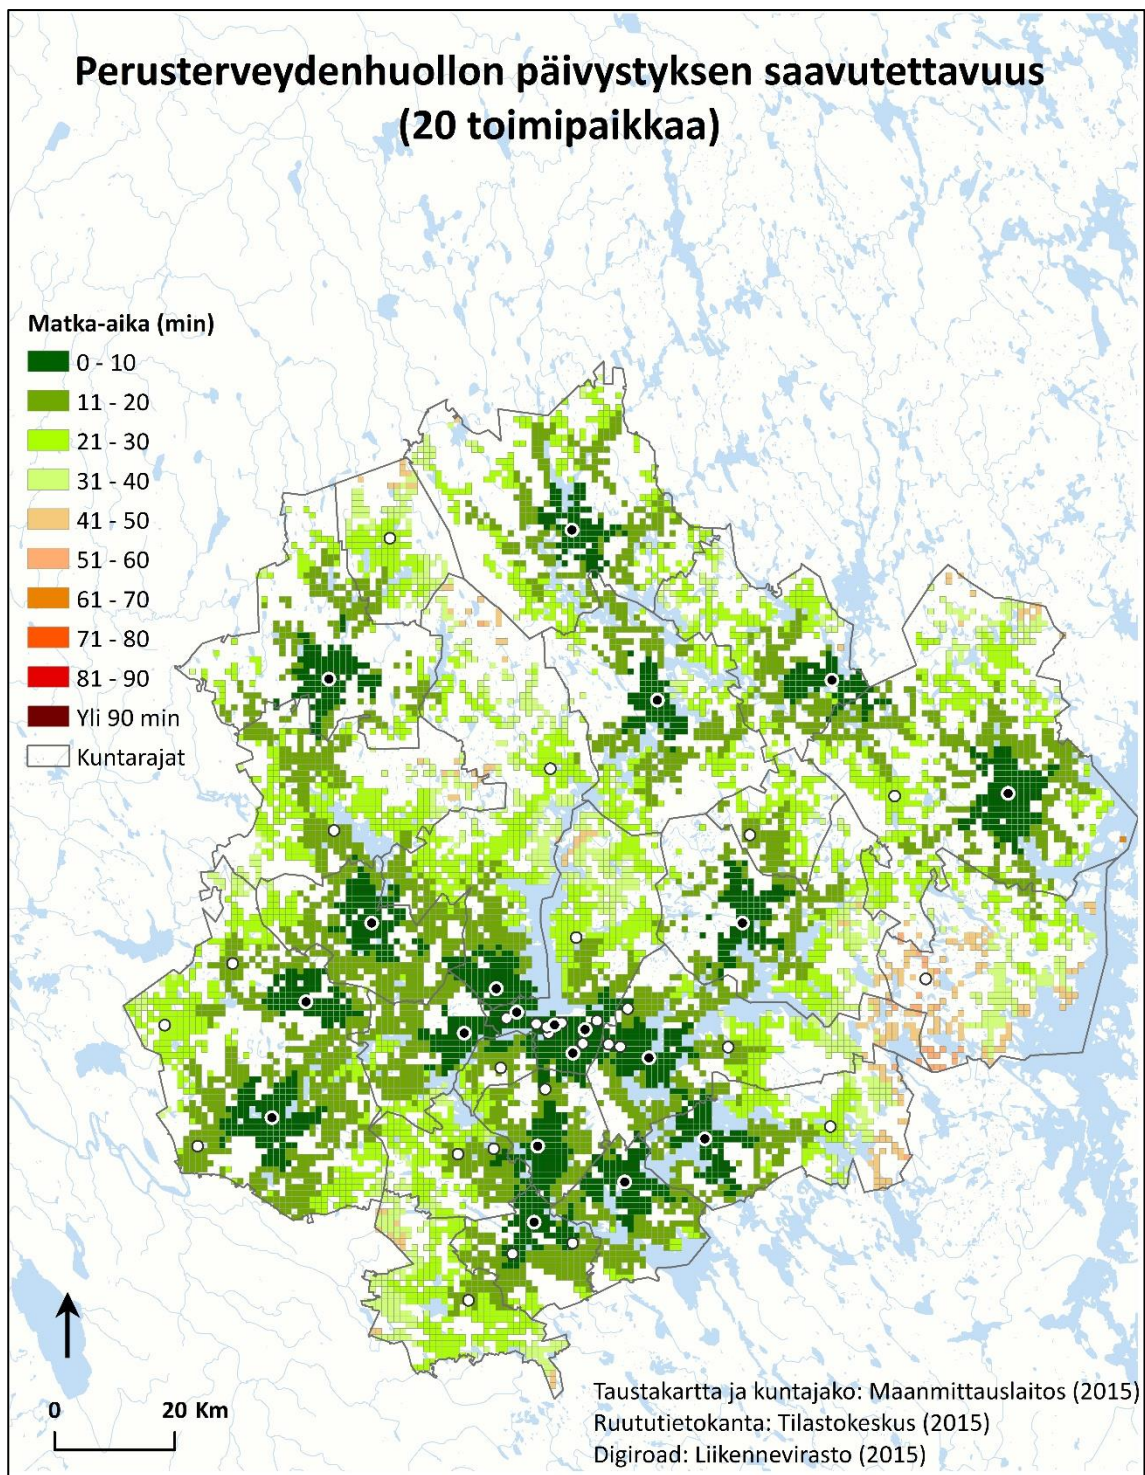 Perusterveydenhuollon päivystyksen saavutettavuus
(20 toimipaikkaa)
Matka-aika (min)
0 - 10
11 - 20
21 - 30
31 - 40
41 - 50
51 - 60
61 - 70
71 - 80
81 - 90
Yli 90 min
Kuntarajat
0 20 Km
Taustakartta ja kuntajako: Maanmittauslaitos (2015)
Ruututietokanta: Tilastokeskus (2015)
Digiroad: Liikennevirasto (2015)